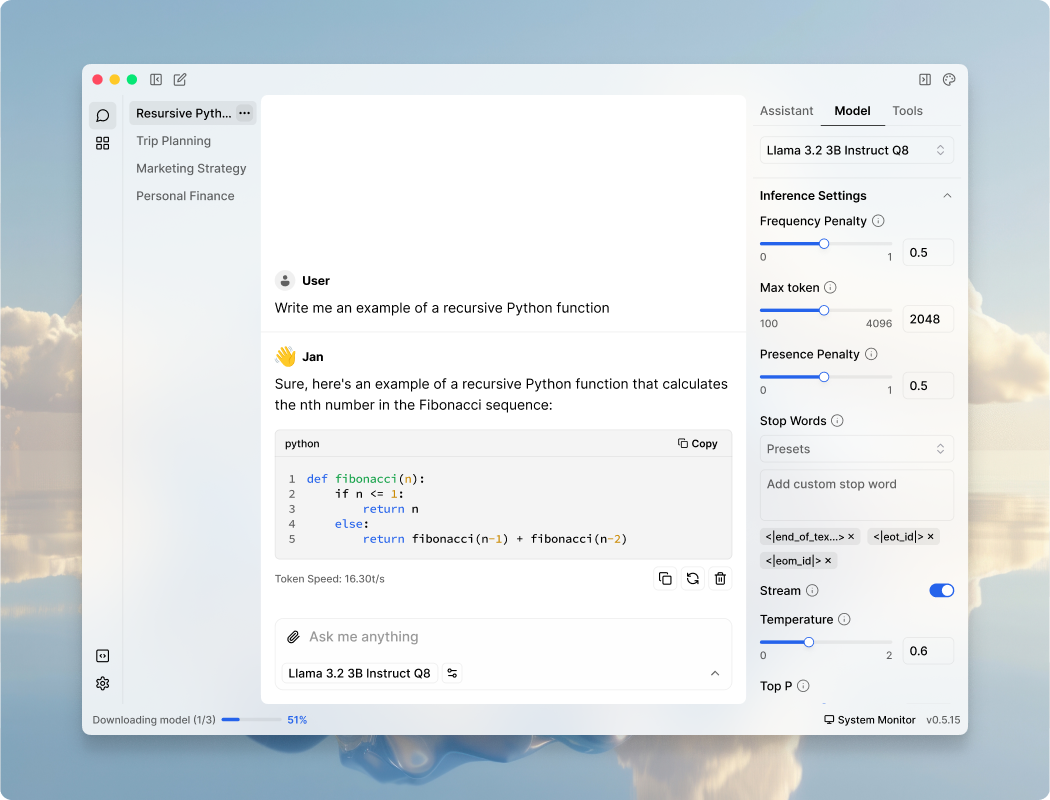 Resursive Pyth...
Trip Planning
Marketing Strategy
Personal Finance
User
Write me an example of a recursive Python function
Jan
Sure, here's an example of a recursive Python function that calculates
the nth number in the Fibonacci sequence:
python
Copy
1 def fibonacci(n):
2     if n <= 1:
3         return n
4     else:
5         return fibonacci(n-1) + fibonacci(n-2)
Token Speed: 16.30t/s
Ask me anything
Llama 3.2 3B Instruct Q8
Assistant Model Tools
Llama 3.2 3B Instruct Q8
Inference Settings
Frequency Penalty
0 1 0.5
Max token
100 4096 2048
Presence Penalty
0 1 0.5
Stop Words
Presets
Add custom stop word
<|end_of_tex...> × <|eot_id|> ×
<|eom_id|> ×
Stream
Temperature
0 2 0.6
Top P
Downloading model (1/3) 51%
System Monitor v0.5.15